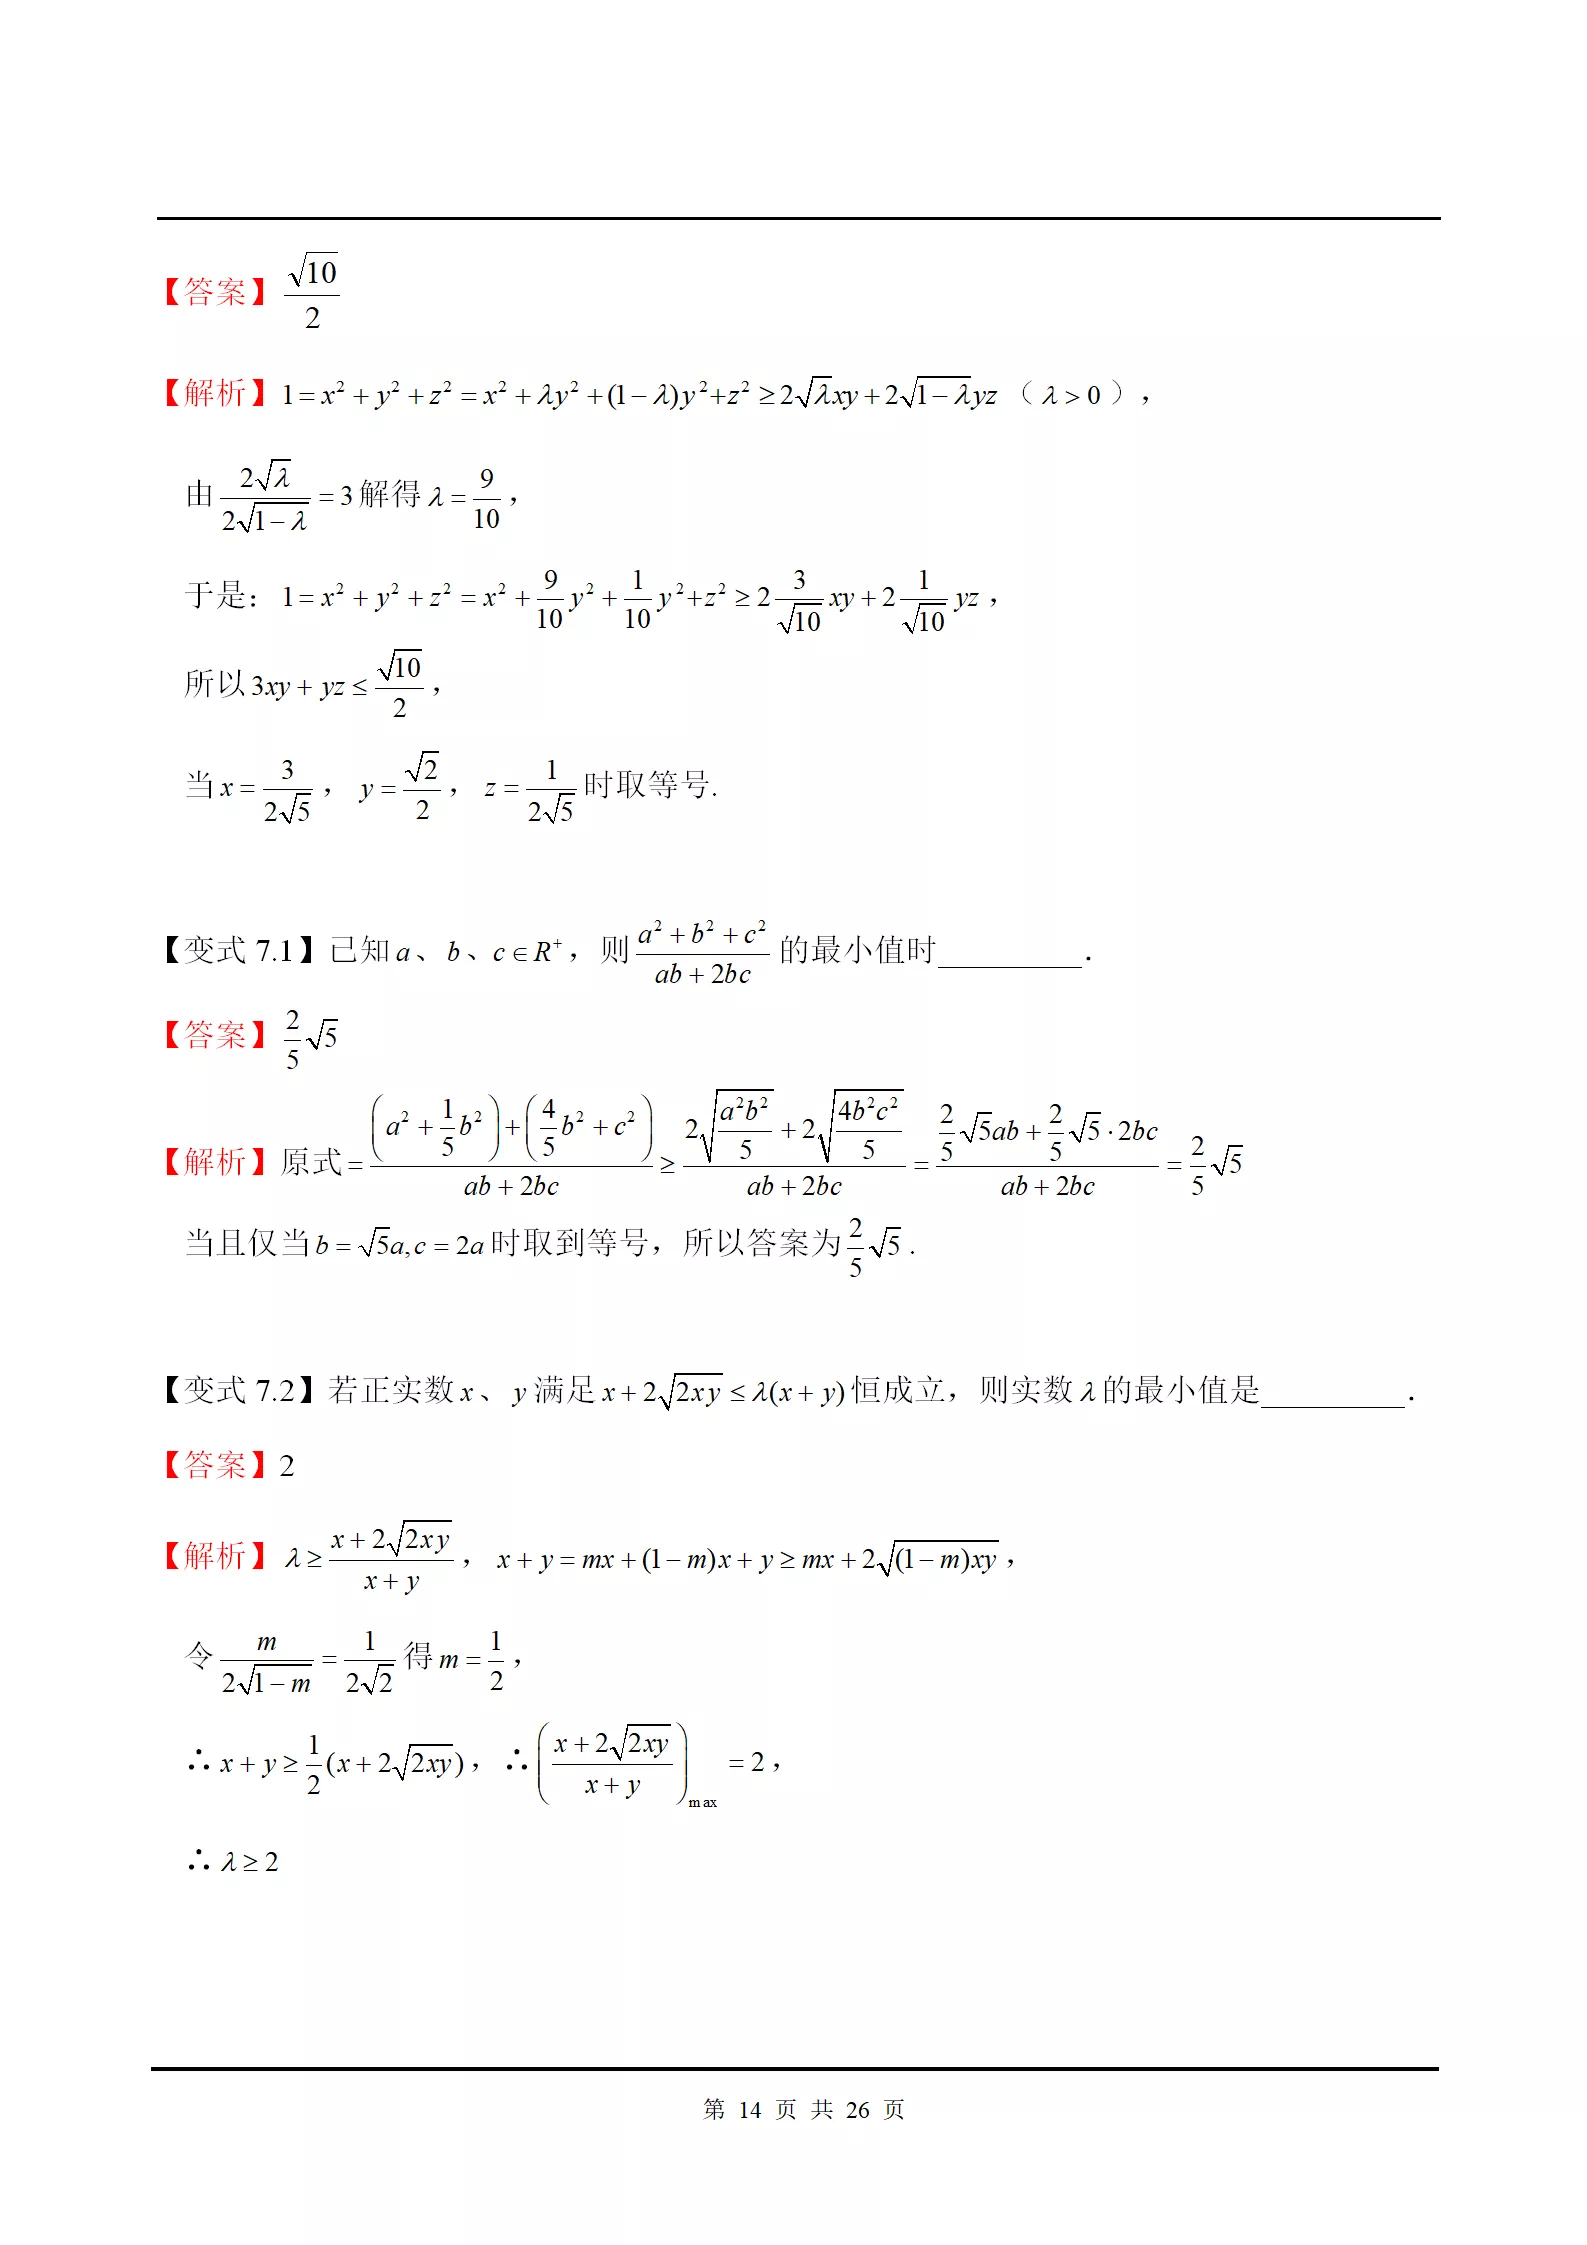 【答案】$\frac{\sqrt{10}}{2}$
【解析】$1=x^2+y^2+z^2=x^2+\lambda y^2+(1-\lambda)y^2+z^2\geq 2\sqrt{\lambda}xy+2\sqrt{1-\lambda}yz$（$\lambda>0$），
由$\frac{2\sqrt{\lambda}}{2\sqrt{1-\lambda}}=3$解得$\lambda=\frac{9}{10}$，
于是：$1=x^2+y^2+z^2=x^2+\frac{9}{10}y^2+\frac{1}{10}y^2+z^2\geq 2\frac{3}{\sqrt{10}}xy+2\frac{1}{\sqrt{10}}yz$，
所以$3xy+yz\leq\frac{\sqrt{10}}{2}$，
当$x=\frac{3}{2\sqrt{5}}$，$y=\frac{\sqrt{2}}{2}$，$z=\frac{1}{2\sqrt{5}}$时取等号.
【变式 7.1】已知$a$、$b$、$c\in R^+$，则$\frac{a^2+b^2+c^2}{ab+2bc}$的最小值时_________．
【答案】$\frac{2}{5}\sqrt{5}$
【解析】原式$=\frac{\left(a^2+\frac{1}{5}b^2\right)+\left(\frac{4}{5}b^2+c^2\right)}{ab+2bc}\geq\frac{2\sqrt{\frac{a^2b^2}{5}}+2\sqrt{\frac{4b^2c^2}{5}}}{ab+2bc}=\frac{\frac{2}{5}\sqrt{5}ab+\frac{2}{5}\sqrt{5}\cdot 2bc}{ab+2bc}=\frac{2}{5}\sqrt{5}$
当且仅当$b=\sqrt{5}a,c=2a$时取到等号，所以答案为$\frac{2}{5}\sqrt{5}$．
【变式 7.2】若正实数$x$、$y$满足$x+2\sqrt{2xy}\leq\lambda(x+y)$恒成立，则实数$\lambda$的最小值是_________．
【答案】2
【解析】$\lambda\geq\frac{x+2\sqrt{2xy}}{x+y}$，$x+y=mx+(1-m)x+y\geq mx+2\sqrt{(1-m)xy}$，
令$\frac{m}{2\sqrt{1-m}}=\frac{1}{2\sqrt{2}}$得$m=\frac{1}{2}$，
∴$x+y\geq\frac{1}{2}(x+2\sqrt{2xy})$，∴$\left(\frac{x+2\sqrt{2xy}}{x+y}\right)_{\max}=2$，
∴$\lambda\geq 2$
第 14 页 共 26 页